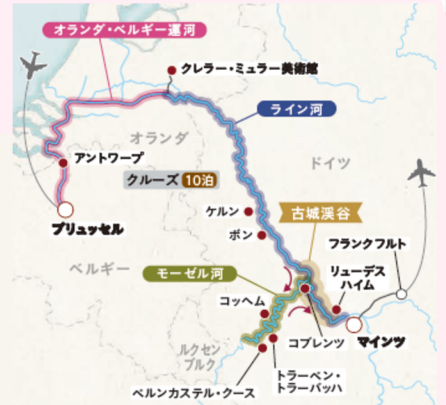 オランダ・ベルギー運河
クレラー・ミュラー美術館
ライン河
オランダ
アントワープ
ドイツ
クルーズ 10泊
ケルン
古城渓谷
ブリュッセル
ボン
フランクフルト
ベルギー
モーゼル河
リューデス
ハイム
コッヘム
マインツ
コブレンツ
ルクセン
ブルク
トラーベン・
トラーバッハ
ベルンカステル・クース